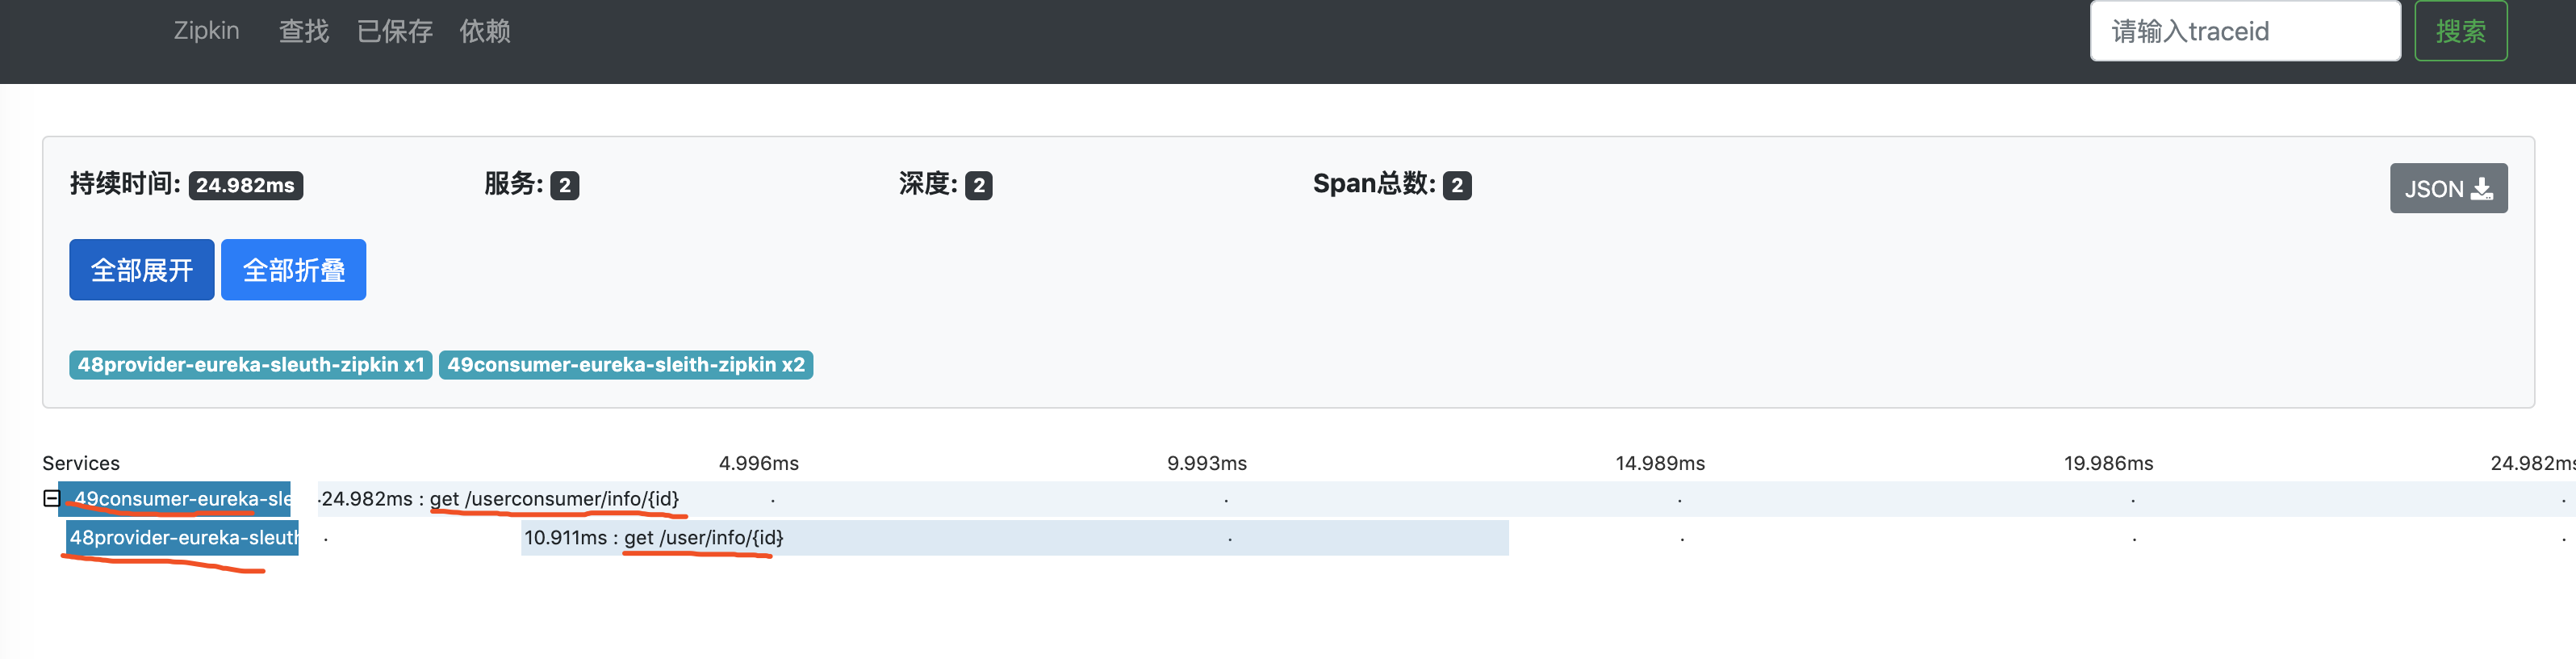 Zipkin 查找 已保存 依赖 请输入traceid 搜索
持续时间: 24.982ms 服务: 2 深度: 2 Span总数: 2 JSON
全部展开 全部折叠
48provider-eureka-sleuth-zipkin x1 49consumer-eureka-sleith-zipkin x2
Services 4.996ms 9.993ms 14.989ms 19.986ms 24.982ms
49consumer-eureka-sle 24.982ms : get /userconsumer/info/{id}
48provider-eureka-sleuth 10.911ms : get /user/info/{id}